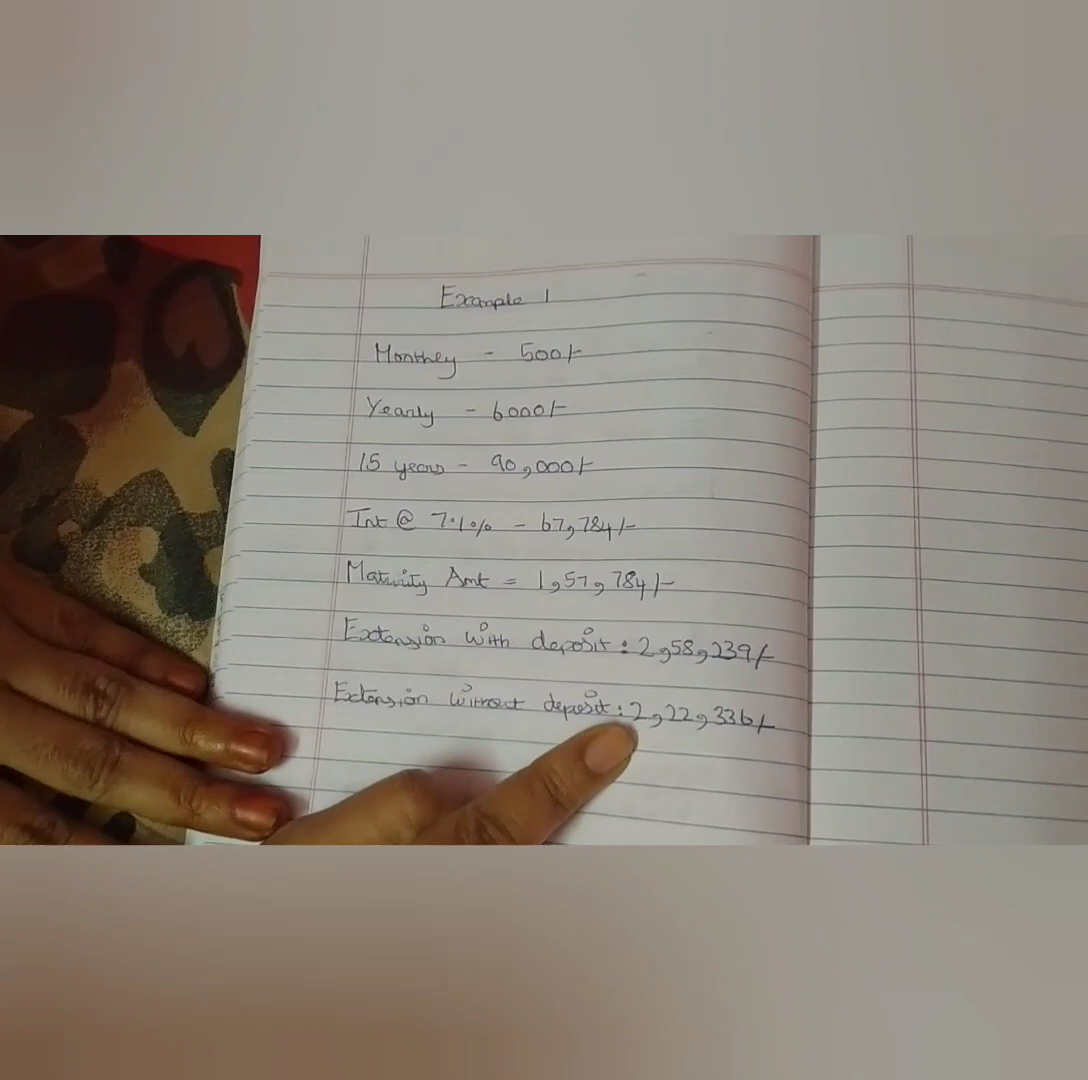 Example 1
Monthly - 500/-
Yearly - 6000/-
15 years - 90,000/-
Int @ 7.1% - 67,784/-
Maturity Amt = 1,57,784/-
Extension with deposit : 2,58,239/-
Extension without deposit : 2,22,336/-